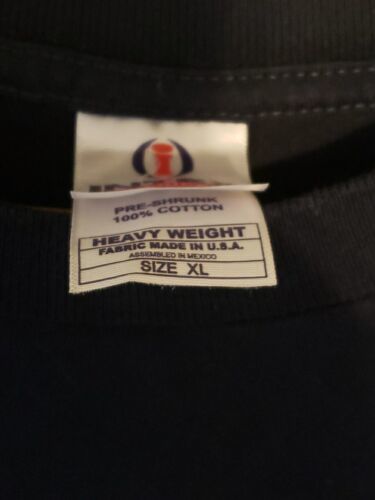 i
PRE-SHRUNK
100% COTTON
HEAVY WEIGHT
FABRIC MADE IN U.S.A.
ASSEMBLED IN MEXICO
SIZE XL